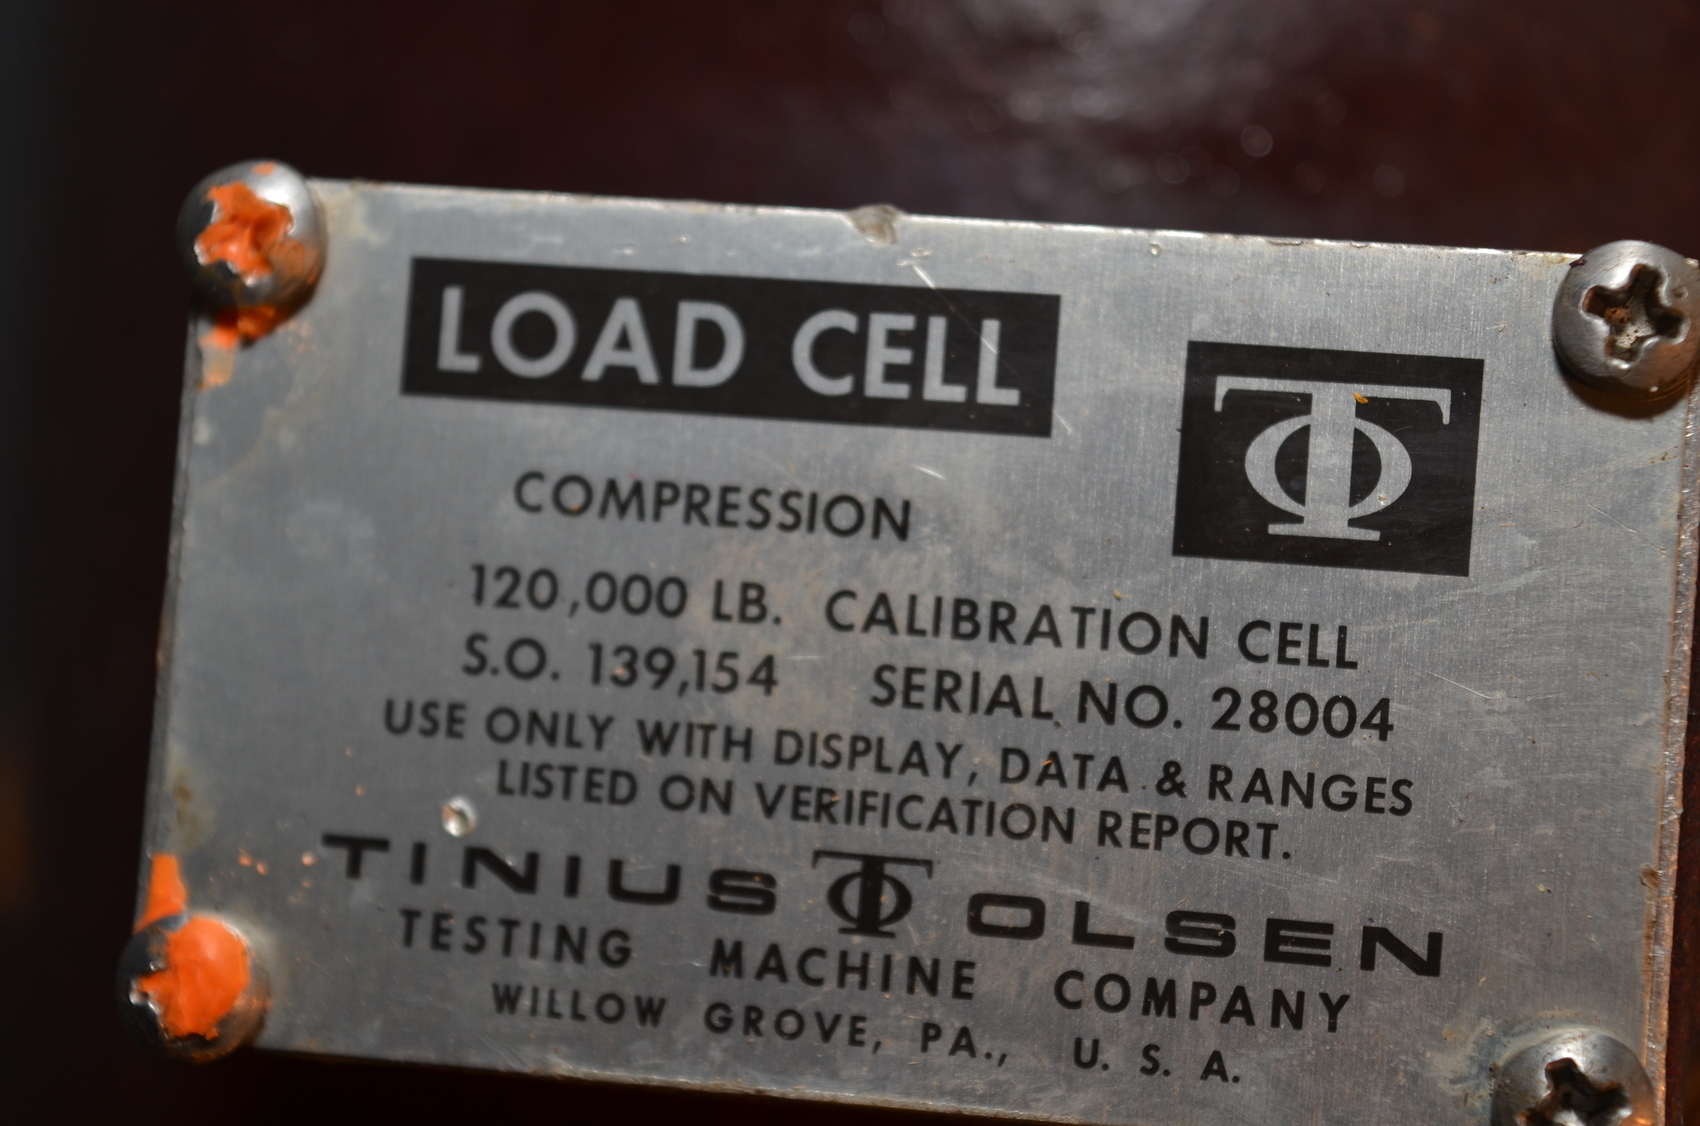 LOAD CELL
COMPRESSION
120,000 LB. CALIBRATION CELL
S.O. 139,154 SERIAL NO. 28004
USE ONLY WITH DISPLAY, DATA & RANGES
LISTED ON VERIFICATION REPORT.
TINIUS OLSEN
TESTING MACHINE COMPANY
WILLOW GROVE, PA., U. S. A.